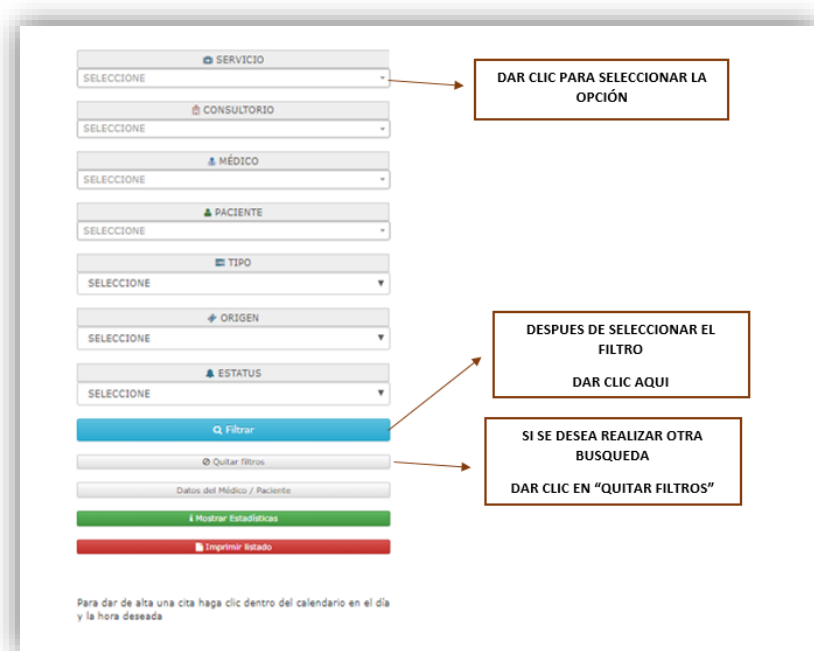 SERVICIO
SELECCIONE
DAR CLIC PARA SELECCIONAR LA
OPCIÓN
CONSULTORIO
SELECCIONE
MÉDICO
SELECCIONE
PACIENTE
SELECCIONE
TIPO
SELECCIONE
ORIGEN
SELECCIONE
ESTATUS
SELECCIONE
DESPUES DE SELECCIONAR EL
FILTRO
DAR CLIC AQUI
Filtrar
Quitar filtros
SI SE DESEA REALIZAR OTRA
BUSQUEDA
DAR CLIC EN “QUITAR FILTROS”
Datos del Médico / Paciente
Mostrar Estadísticas
Imprimir listado
Para dar de alta una cita haga clic dentro del calendario en el día
y la hora deseada